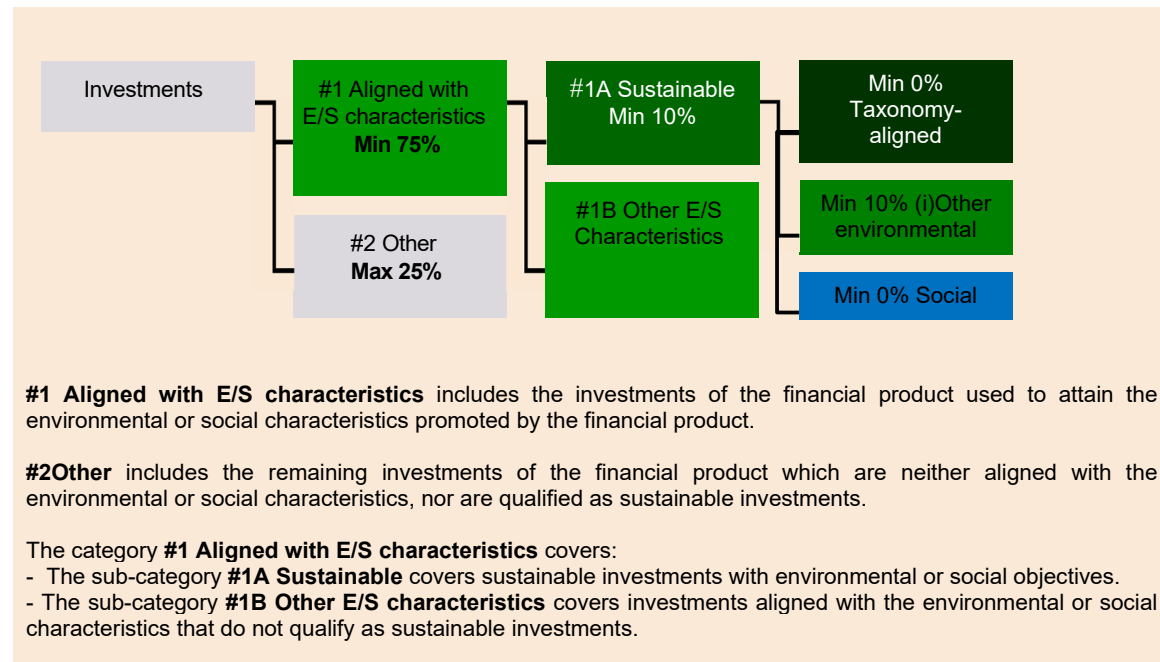 Investments
#1 Aligned with
E/S characteristics
Min 75%
#2 Other
Max 25%
#1A Sustainable
Min 10%
#1B Other E/S
Characteristics
Min 0%
Taxonomy-
aligned
Min 10% (i)Other
environmental
Min 0% Social
#1 Aligned with E/S characteristics includes the investments of the financial product used to attain the
environmental or social characteristics promoted by the financial product.
#2Other includes the remaining investments of the financial product which are neither aligned with the
environmental or social characteristics, nor are qualified as sustainable investments.
The category #1 Aligned with E/S characteristics covers:
- The sub-category #1A Sustainable covers sustainable investments with environmental or social objectives.
- The sub-category #1B Other E/S characteristics covers investments aligned with the environmental or social
characteristics that do not qualify as sustainable investments.